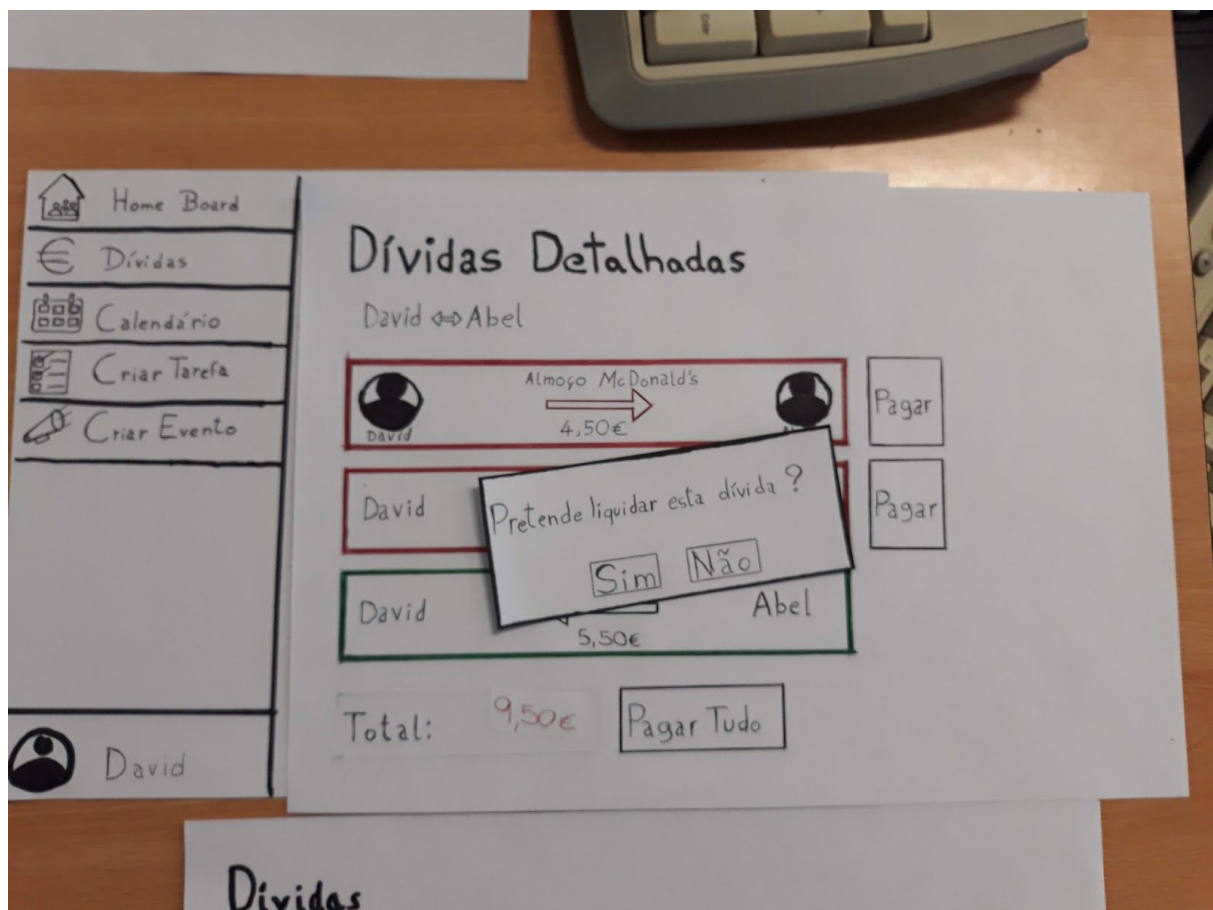 Enter
Home Board
Dívidas
Calendário
Criar Tarefa
Criar Evento
David
Dívidas Detalhadas
David ⇔ Abel
Almoço McDonald's
4,50€
David
Pagar
David
Pagar
Pretende liquidar esta dívida?
Sim Não
David
Abel
5,50€
Total: 9,50€
Pagar Tudo
Dívidas